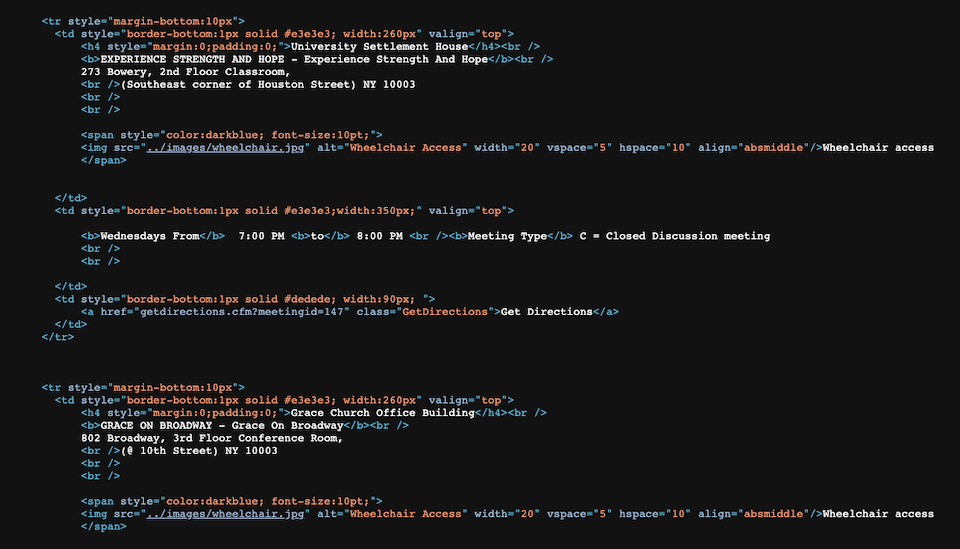 <tr style="margin-bottom:10px">
<td style="border-bottom:1px solid #e3e3e3; width:260px" valign="top">
<h4 style="margin:0;padding:0;">University Settlement House</h4><br />
<b>EXPERIENCE STRENGTH AND HOPE - Experience Strength And Hope</b><br />
273 Bowery, 2nd Floor Classroom,
<br />(Southeast corner of Houston Street) NY 10003
<br />
<br />
<span style="color:darkblue; font-size:10pt;">
<img src="../images/wheelchair.jpg" alt="Wheelchair Access" width="20" vspace="5" hspace="10" align="absmiddle"/>Wheelchair access
</span>
</td>
<td style="border-bottom:1px solid #e3e3e3;width:350px;" valign="top">
<b>Wednesdays From</b>  7:00 PM <b>to</b> 8:00 PM <br /><b>Meeting Type</b> C = Closed Discussion meeting
<br />
<br />
</td>
<td style="border-bottom:1px solid #dedede; width:90px; ">
<a href="getdirections.cfm?meetingid=147" class="GetDirections">Get Directions</a>
</td>
</tr>
<tr style="margin-bottom:10px">
<td style="border-bottom:1px solid #e3e3e3; width:260px" valign="top">
<h4 style="margin:0;padding:0;">Grace Church Office Building</h4><br />
<b>GRACE ON BROADWAY - Grace On Broadway</b><br />
802 Broadway, 3rd Floor Conference Room,
<br />(@ 10th Street) NY 10003
<br />
<br />
<span style="color:darkblue; font-size:10pt;">
<img src="../images/wheelchair.jpg" alt="Wheelchair Access" width="20" vspace="5" hspace="10" align="absmiddle"/>Wheelchair access
</span>